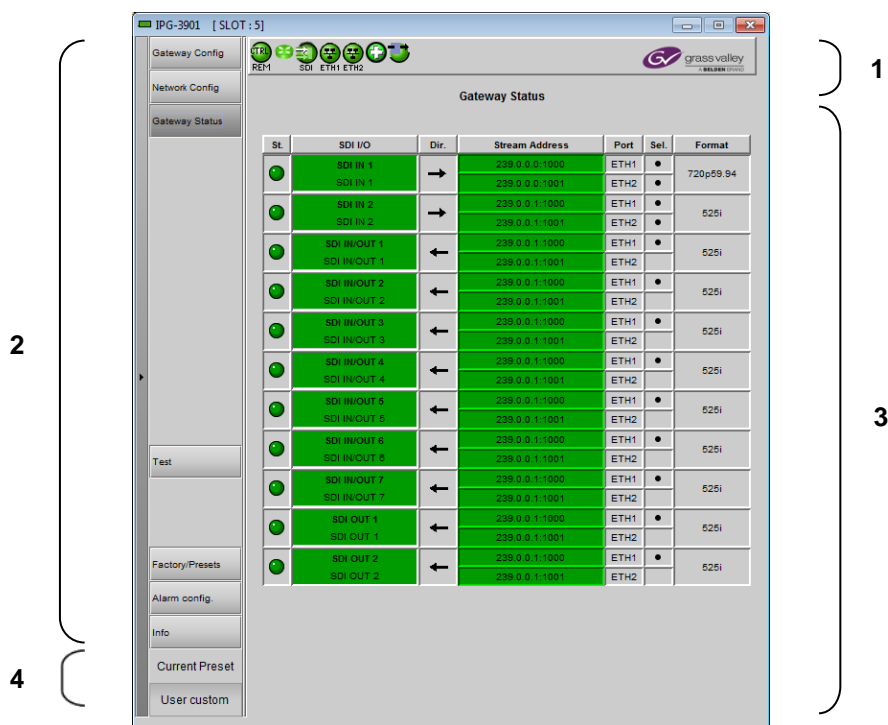 IPG-3901 [ SLOT : 5]
Gateway Config
Network Config
Gateway Status
Test
Factory/Presets
Alarm config.
Info
Current Preset
User custom
CTRL
REM SDI ETH1 ETH2
GV grass valley
A BELDEN BRAND
Gateway Status
St. SDI I/O Dir. Stream Address Port Sel. Format
SDI IN 1 239.0.0.0:1000 ETH1 720p59.94
SDI IN 1 239.0.0.0:1001 ETH2
SDI IN 2 239.0.0.1:1000 ETH1 525i
SDI IN 2 239.0.0.1:1001 ETH2
SDI IN/OUT 1 239.0.0.1:1000 ETH1 525i
SDI IN/OUT 1 239.0.0.1:1001 ETH2
SDI IN/OUT 2 239.0.0.1:1000 ETH1 525i
SDI IN/OUT 2 239.0.0.1:1001 ETH2
SDI IN/OUT 3 239.0.0.1:1000 ETH1 525i
SDI IN/OUT 3 239.0.0.1:1001 ETH2
SDI IN/OUT 4 239.0.0.1:1000 ETH1 525i
SDI IN/OUT 4 239.0.0.1:1001 ETH2
SDI IN/OUT 5 239.0.0.1:1000 ETH1 525i
SDI IN/OUT 5 239.0.0.1:1001 ETH2
SDI IN/OUT 6 239.0.0.1:1000 ETH1 525i
SDI IN/OUT 6 239.0.0.1:1001 ETH2
SDI IN/OUT 7 239.0.0.1:1000 ETH1 525i
SDI IN/OUT 7 239.0.0.1:1001 ETH2
SDI OUT 1 239.0.0.1:1000 ETH1 525i
SDI OUT 1 239.0.0.1:1001 ETH2
SDI OUT 2 239.0.0.1:1000 ETH1 525i
SDI OUT 2 239.0.0.1:1001 ETH2
1
2
3
4